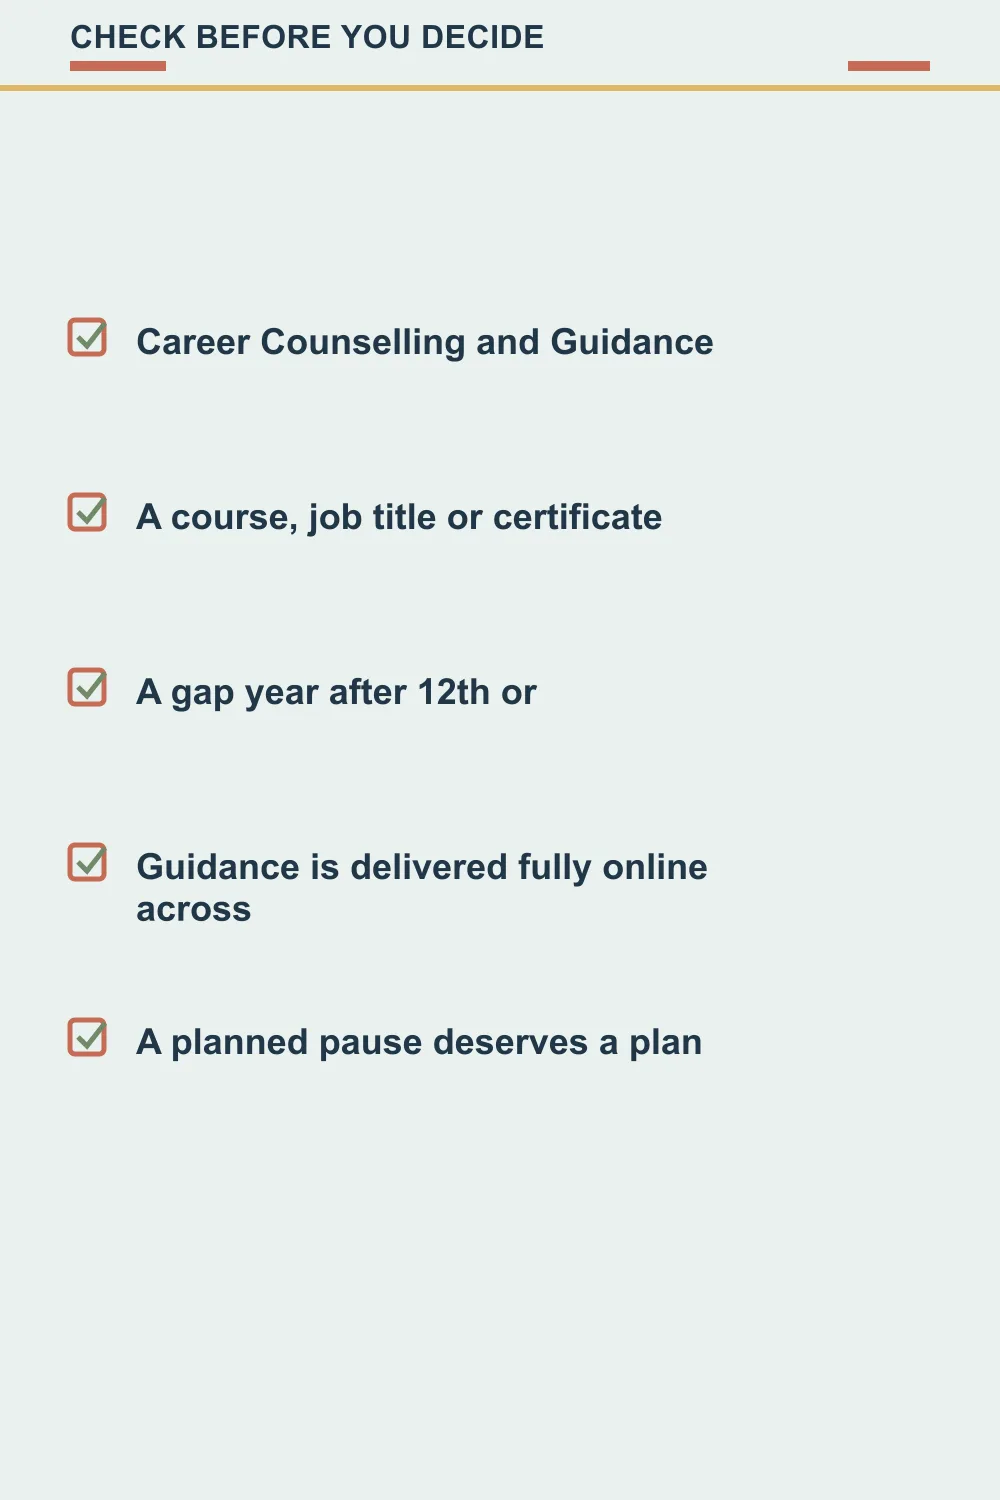 CHECK BEFORE YOU DECIDE
Career Counselling and Guidance
A course, job title or certificate
A gap year after 12th or
Guidance is delivered fully online
across
A planned pause deserves a plan